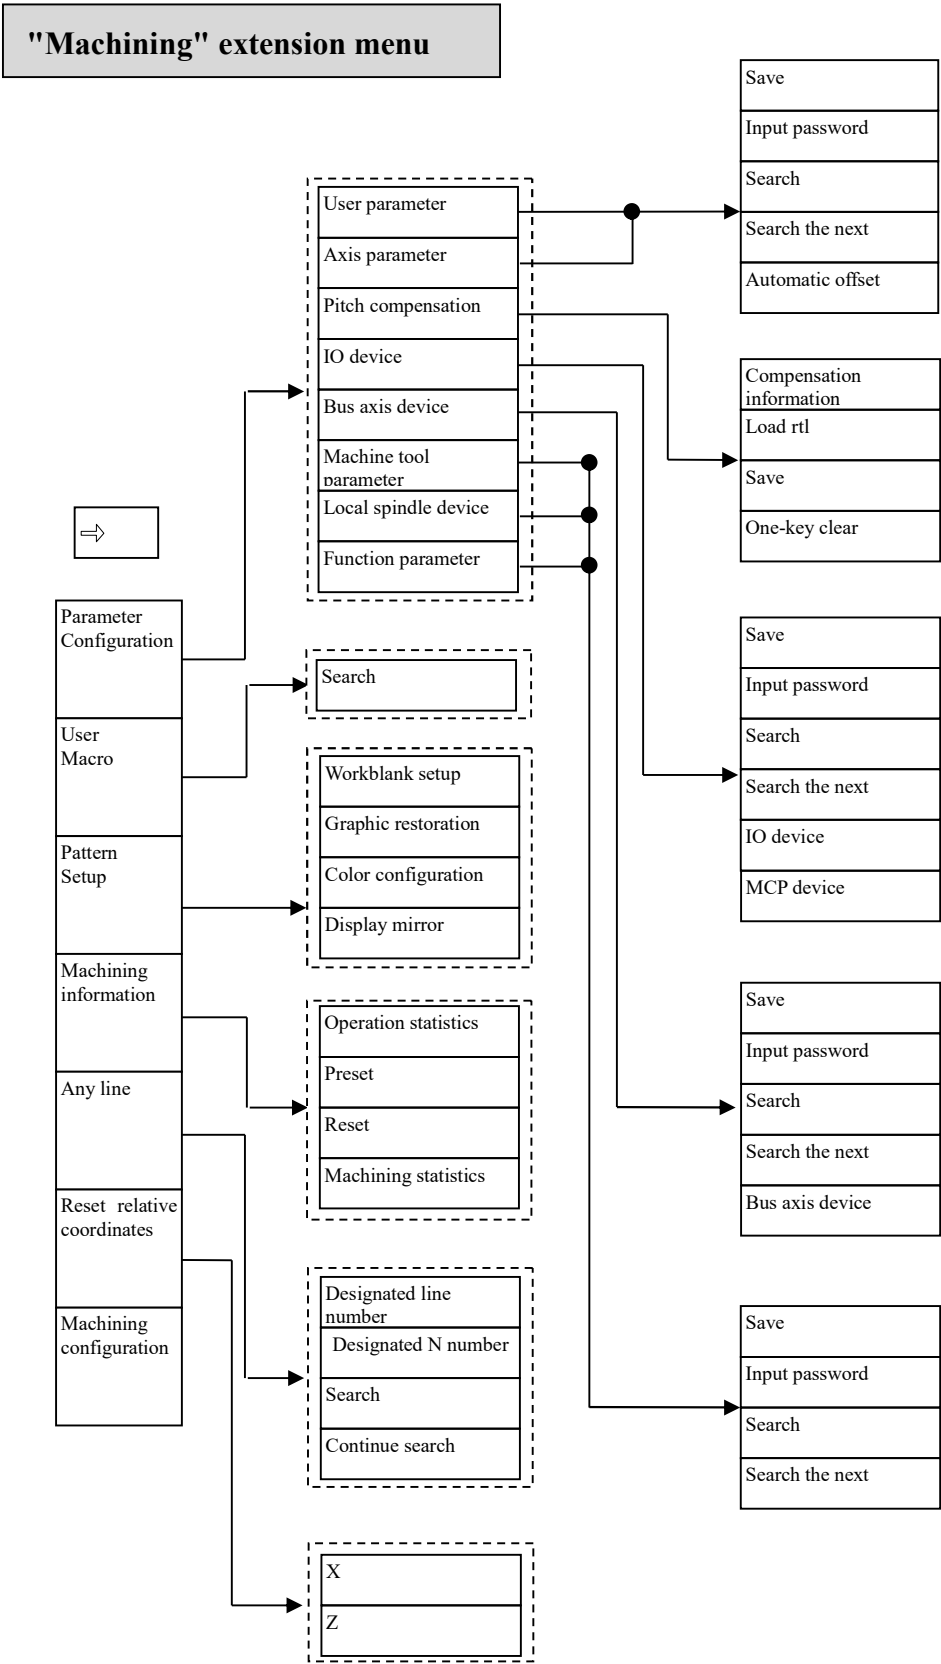 "Machining" extension menu
Parameter
Configuration
User
Macro
Pattern
Setup
Machining
information
Any line
Reset relative
coordinates
Machining
configuration
User parameter
Axis parameter
Pitch compensation
IO device
Bus axis device
Machine tool
parameter
Local spindle device
Function parameter
Search
Workblank setup
Graphic restoration
Color configuration
Display mirror
Operation statistics
Preset
Reset
Machining statistics
Designated line
number
Designated N number
Search
Continue search
X
Z
Save
Input password
Search
Search the next
Automatic offset
Compensation
information
Load rtl
Save
One-key clear
Save
Input password
Search
Search the next
IO device
MCP device
Save
Input password
Search
Search the next
Bus axis device
Save
Input password
Search
Search the next